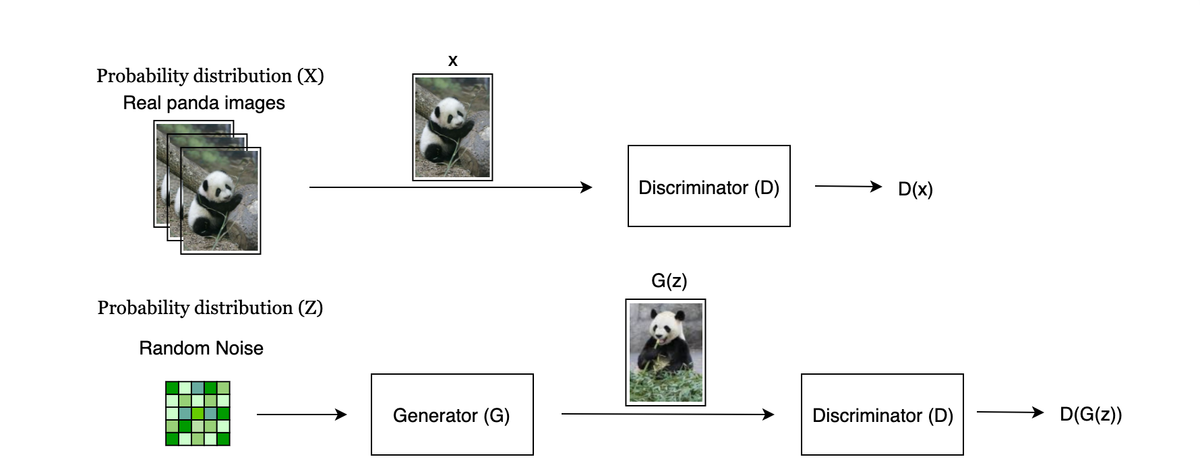 Probability distribution (X)
Real panda images
x
Discriminator (D)
D(x)
Probability distribution (Z)
Random Noise
Generator (G)
G(z)
Discriminator (D)
D(G(z))